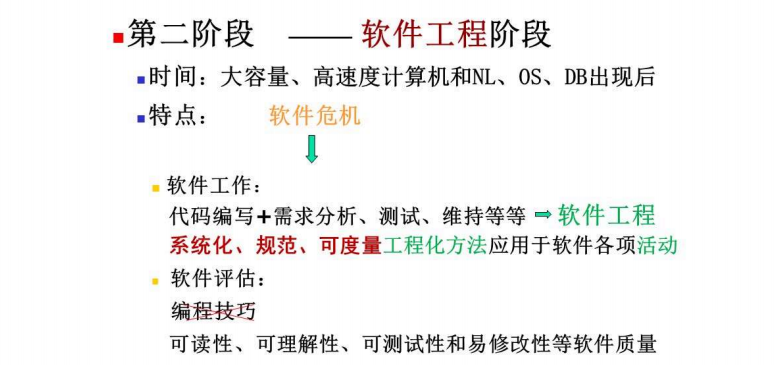 第二阶段 —— 软件工程阶段
时间：大容量、高速度计算机和NL、OS、DB出现后
特点： 软件危机
软件工作：
代码编写+需求分析、测试、维持等等 ⇨ 软件工程
系统化、规范、可度量工程化方法应用于软件各项活动
软件评估：
编程技巧
可读性、可理解性、可测试性和易修改性等软件质量